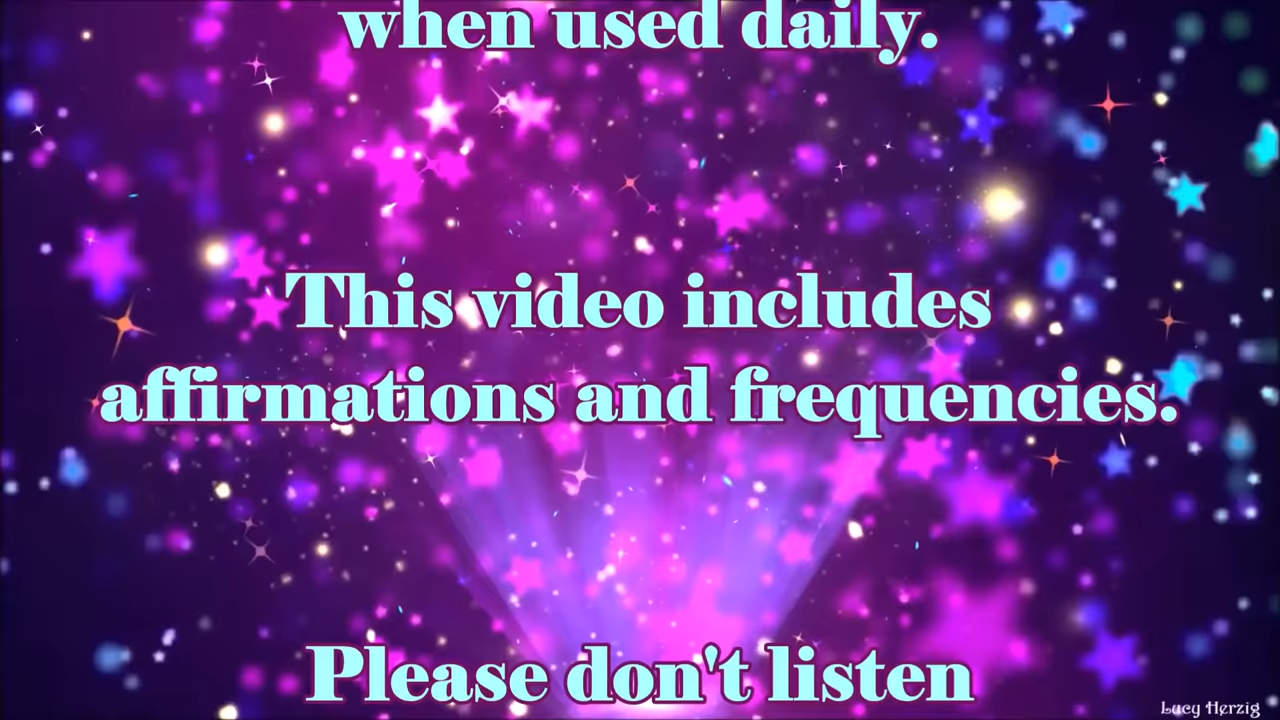 when used daily.
This video includes
affirmations and frequencies.
Please don't listen
Lucy Herzig